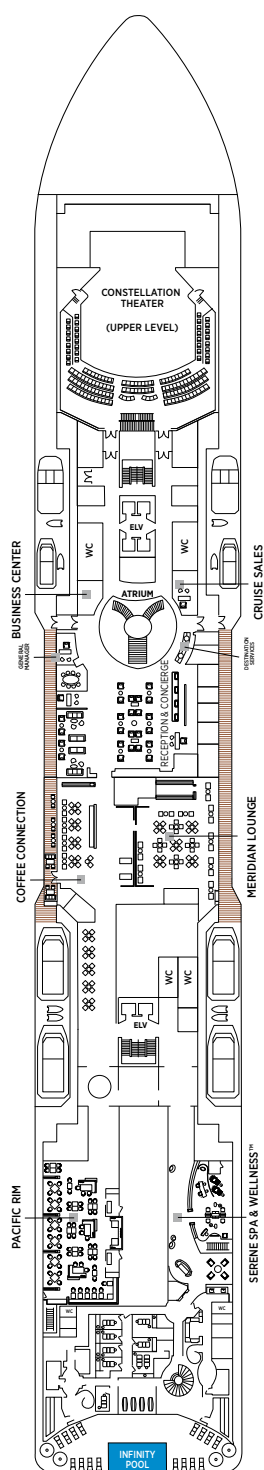 CONSTELLATION
THEATER
(UPPER LEVEL)
ELV
WC
WC
BUSINESS CENTER
CRUISE SALES
ATRIUM
GENERAL
MANAGER
DESTINATION
SERVICES
RECEPTION & CONCIERGE
COFFEE CONNECTION
MERIDIAN LOUNGE
WC
WC
ELV
PACIFIC RIM
SERENE SPA & WELLNESS™
WC
WC
INFINITY
POOL